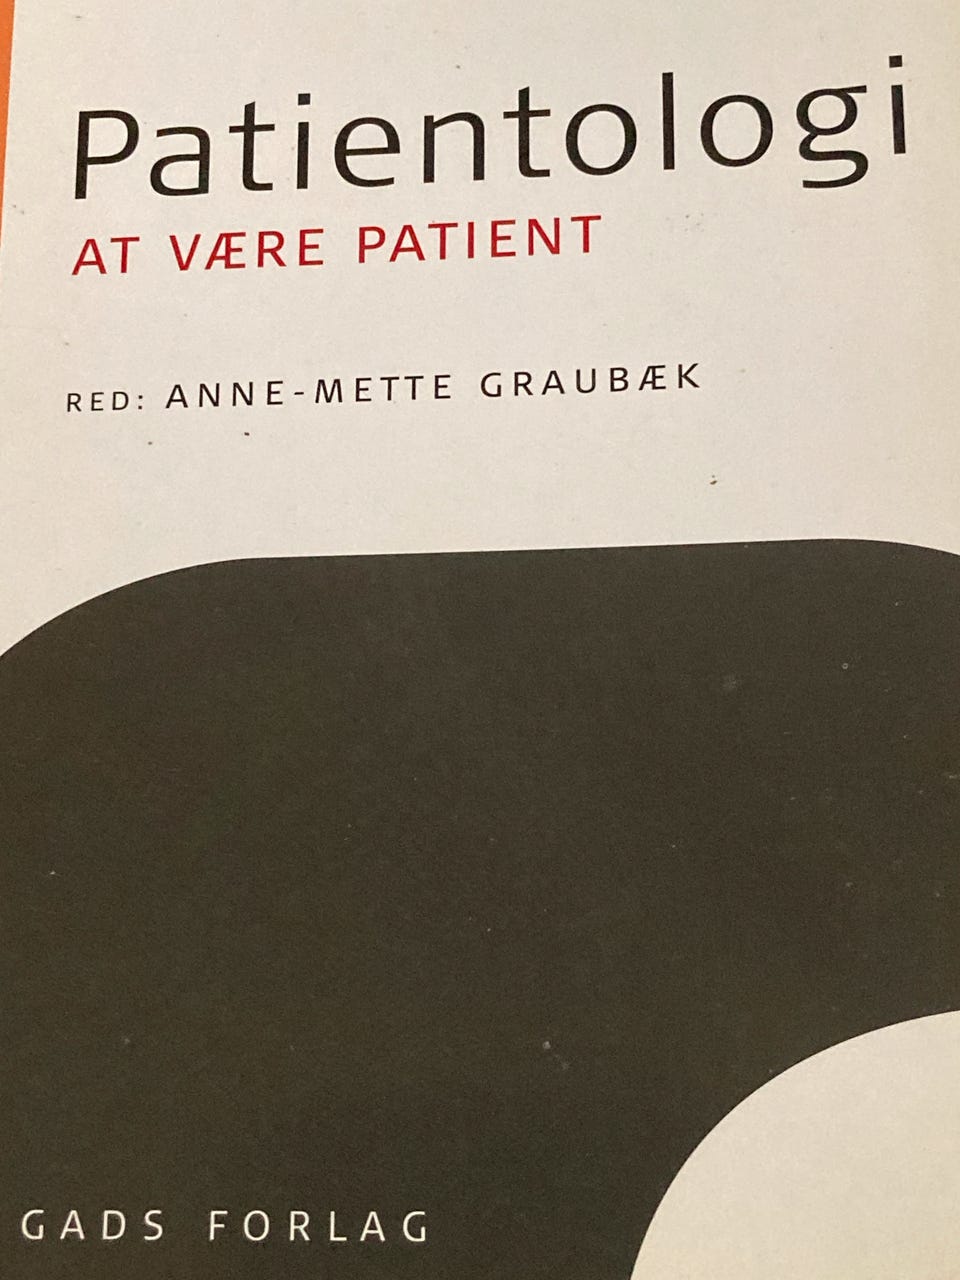 Patientologi
AT VÆRE PATIENT
RED: ANNE-METTE GRAUBÆK
GADS FORLAG